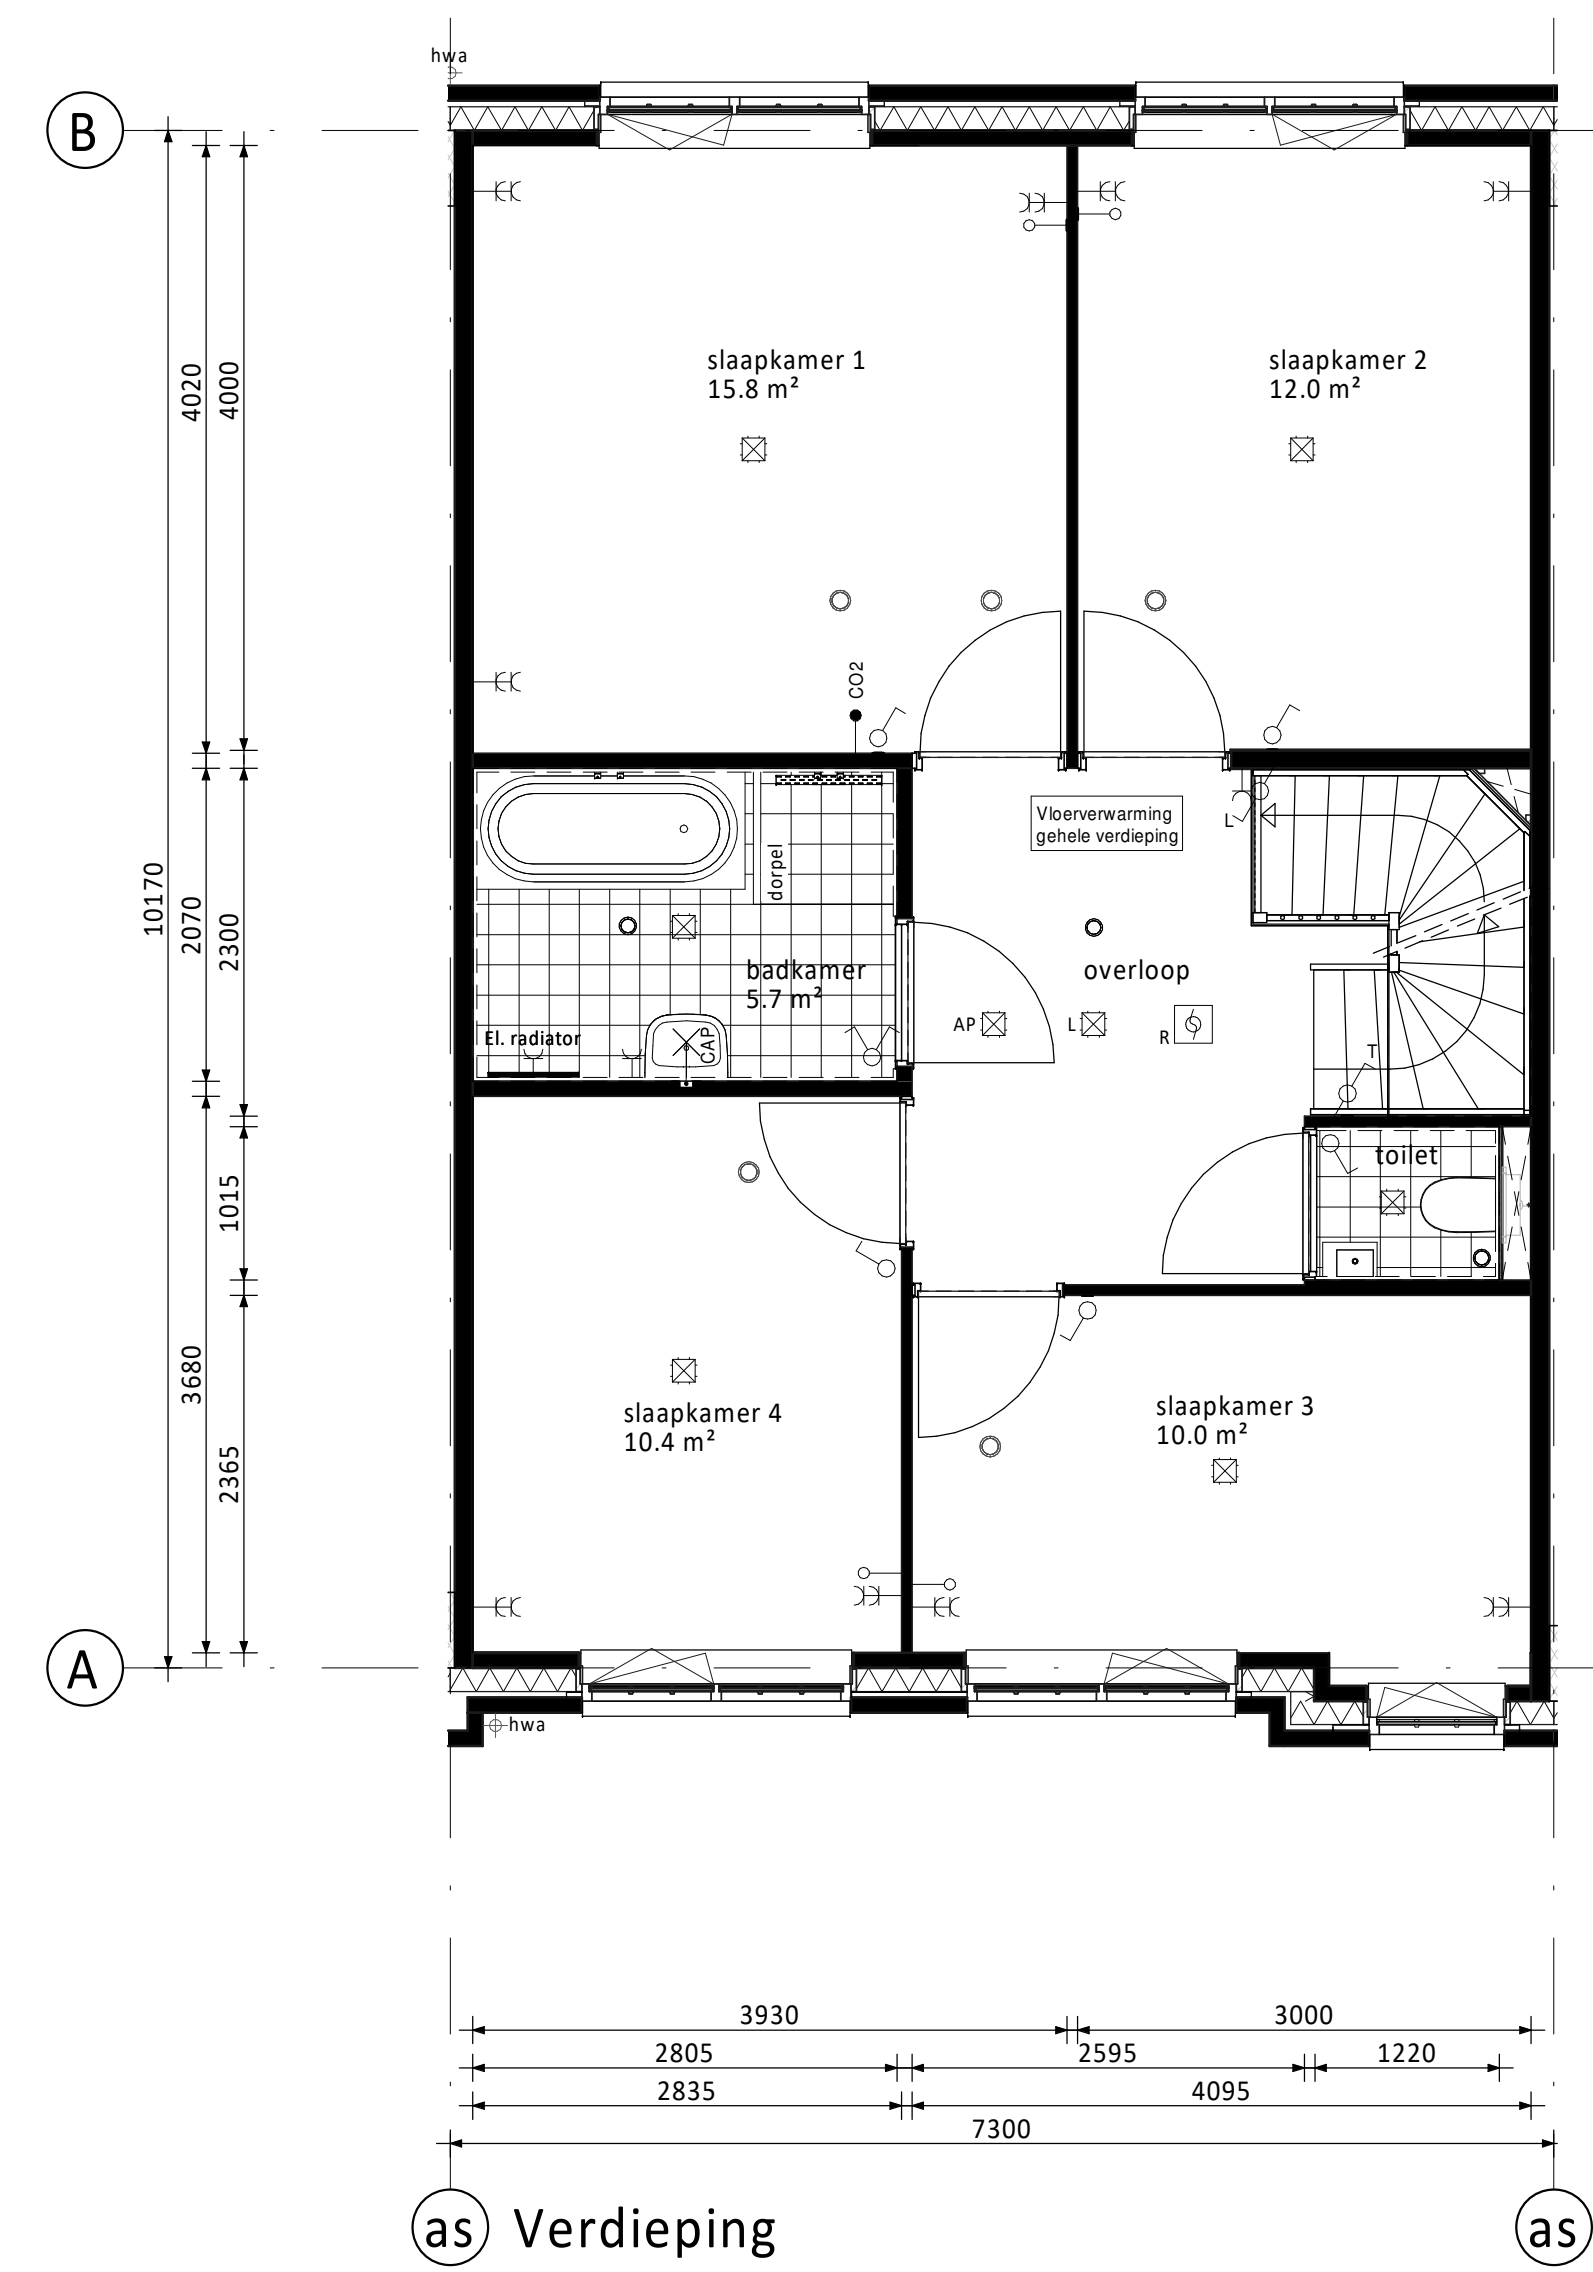 hwa
B
slaapkamer 1
15.8 m²
slaapkamer 2
12.0 m²
4020
4000
CO2
Vloerverwarming
gehele verdieping
L
dorpel
10170
2070
2300
badkamer
5.7 m²
overloop
AP
L
R
El. radiator
CAP
T
toilet
1015
3680
2365
slaapkamer 4
10.4 m²
slaapkamer 3
10.0 m²
A
hwa
3930
3000
2805
2595
1220
2835
4095
7300
as
Verdieping
as